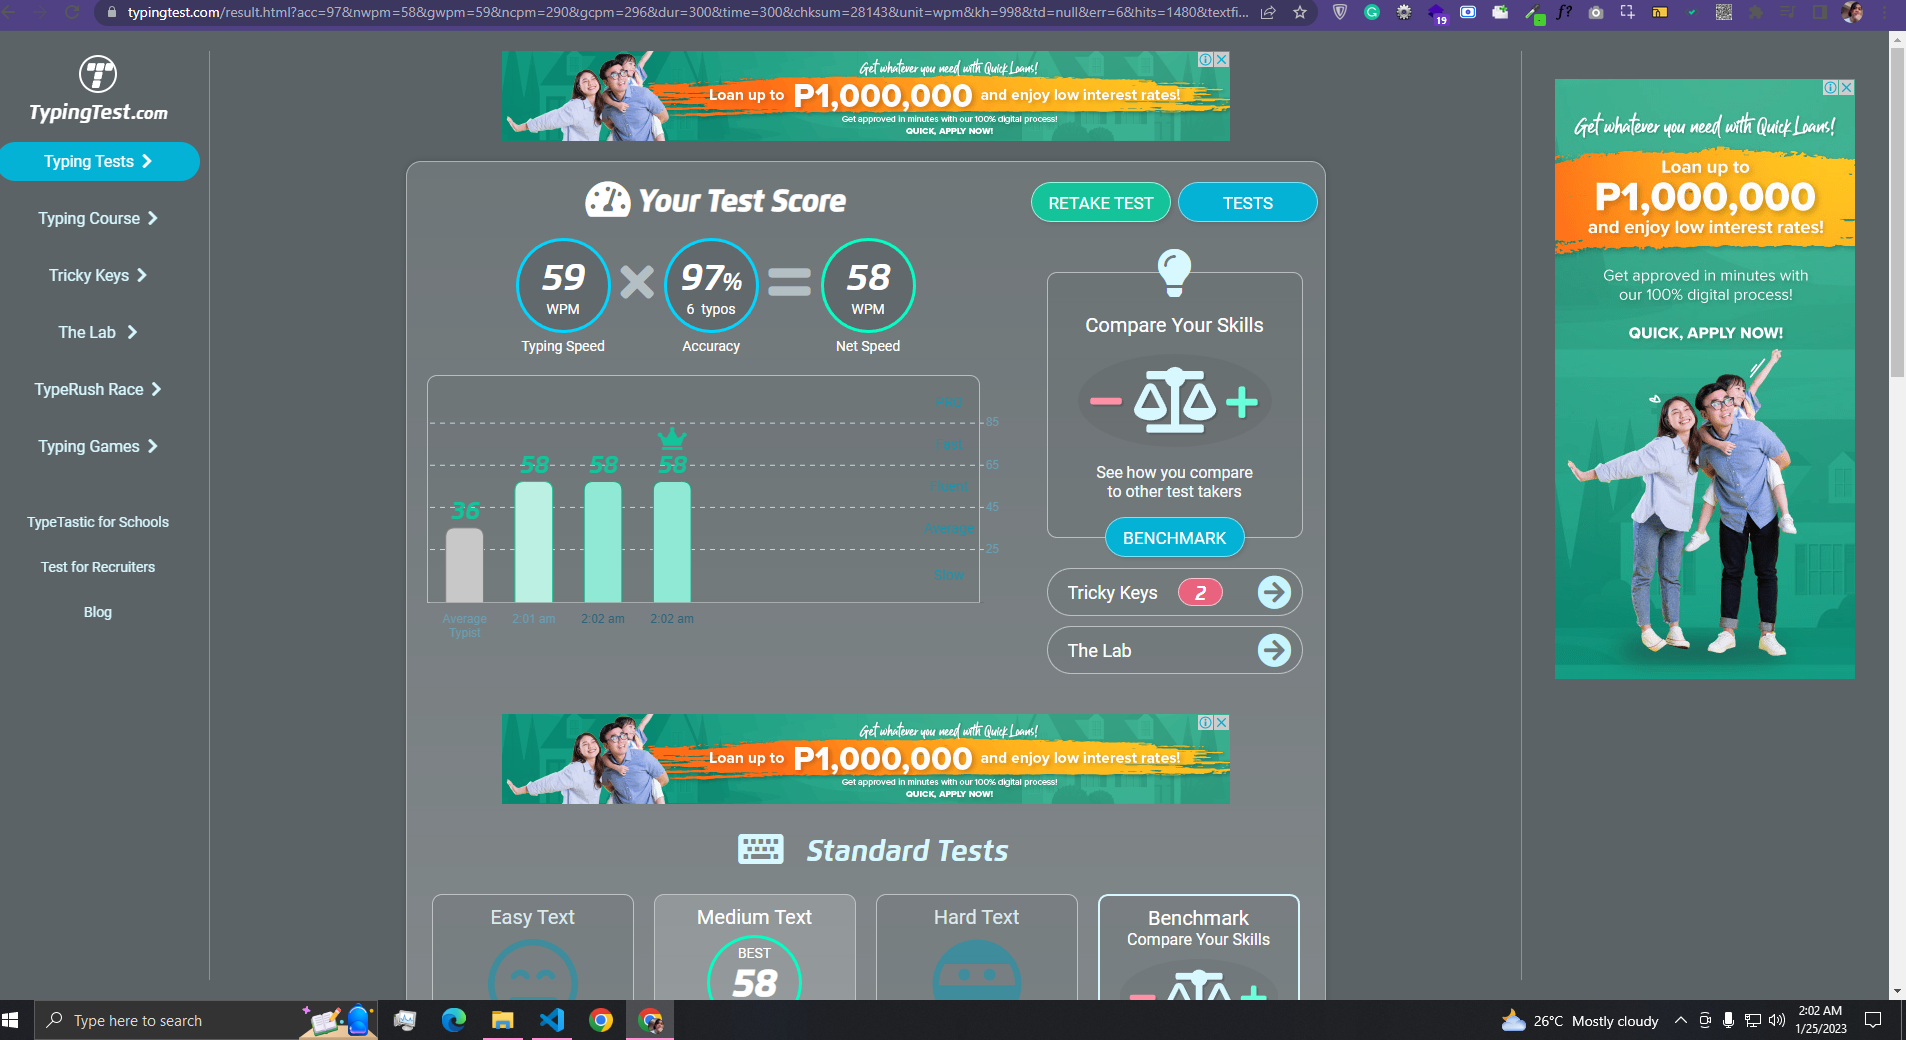 typingtest.com/result.html?acc=97&nwpm=58&gwpm=59&ncpm=290&gcpm=296&dur=300&time=300&chksum=28143&unit=wpm&kh=998&td=null&err=6&hits=1480&textfi...
19
f?
T
TypingTest.com
Typing Tests
Typing Course
Tricky Keys
The Lab
TypeRush Race
Typing Games
TypeTastic for Schools
Test for Recruiters
Blog
Get whatever you need with Quick Loans!
Loan up to P1,000,000 and enjoy low interest rates!
Get approved in minutes with our 100% digital process!
QUICK, APPLY NOW!
Your Test Score
RETAKE TEST
TESTS
59
WPM
Typing Speed
97%
6 typos
Accuracy
58
WPM
Net Speed
PRO
85
Fast
65
Fluent
45
Average
25
Slow
36
58
58
58
Average
Typist
2:01 am
2:02 am
2:02 am
Compare Your Skills
See how you compare
to other test takers
BENCHMARK
Tricky Keys 2
The Lab
Get whatever you need with Quick Loans!
Loan up to P1,000,000 and enjoy low interest rates!
Get approved in minutes with our 100% digital process!
QUICK, APPLY NOW!
Standard Tests
Easy Text
Medium Text
BEST
58
Hard Text
Benchmark
Compare Your Skills
Get whatever you need with Quick Loans!
Loan up to
P1,000,000
and enjoy low interest rates!
Get approved in minutes with
our 100% digital process!
QUICK, APPLY NOW!
Type here to search
26°C Mostly cloudy
2:02 AM
1/25/2023